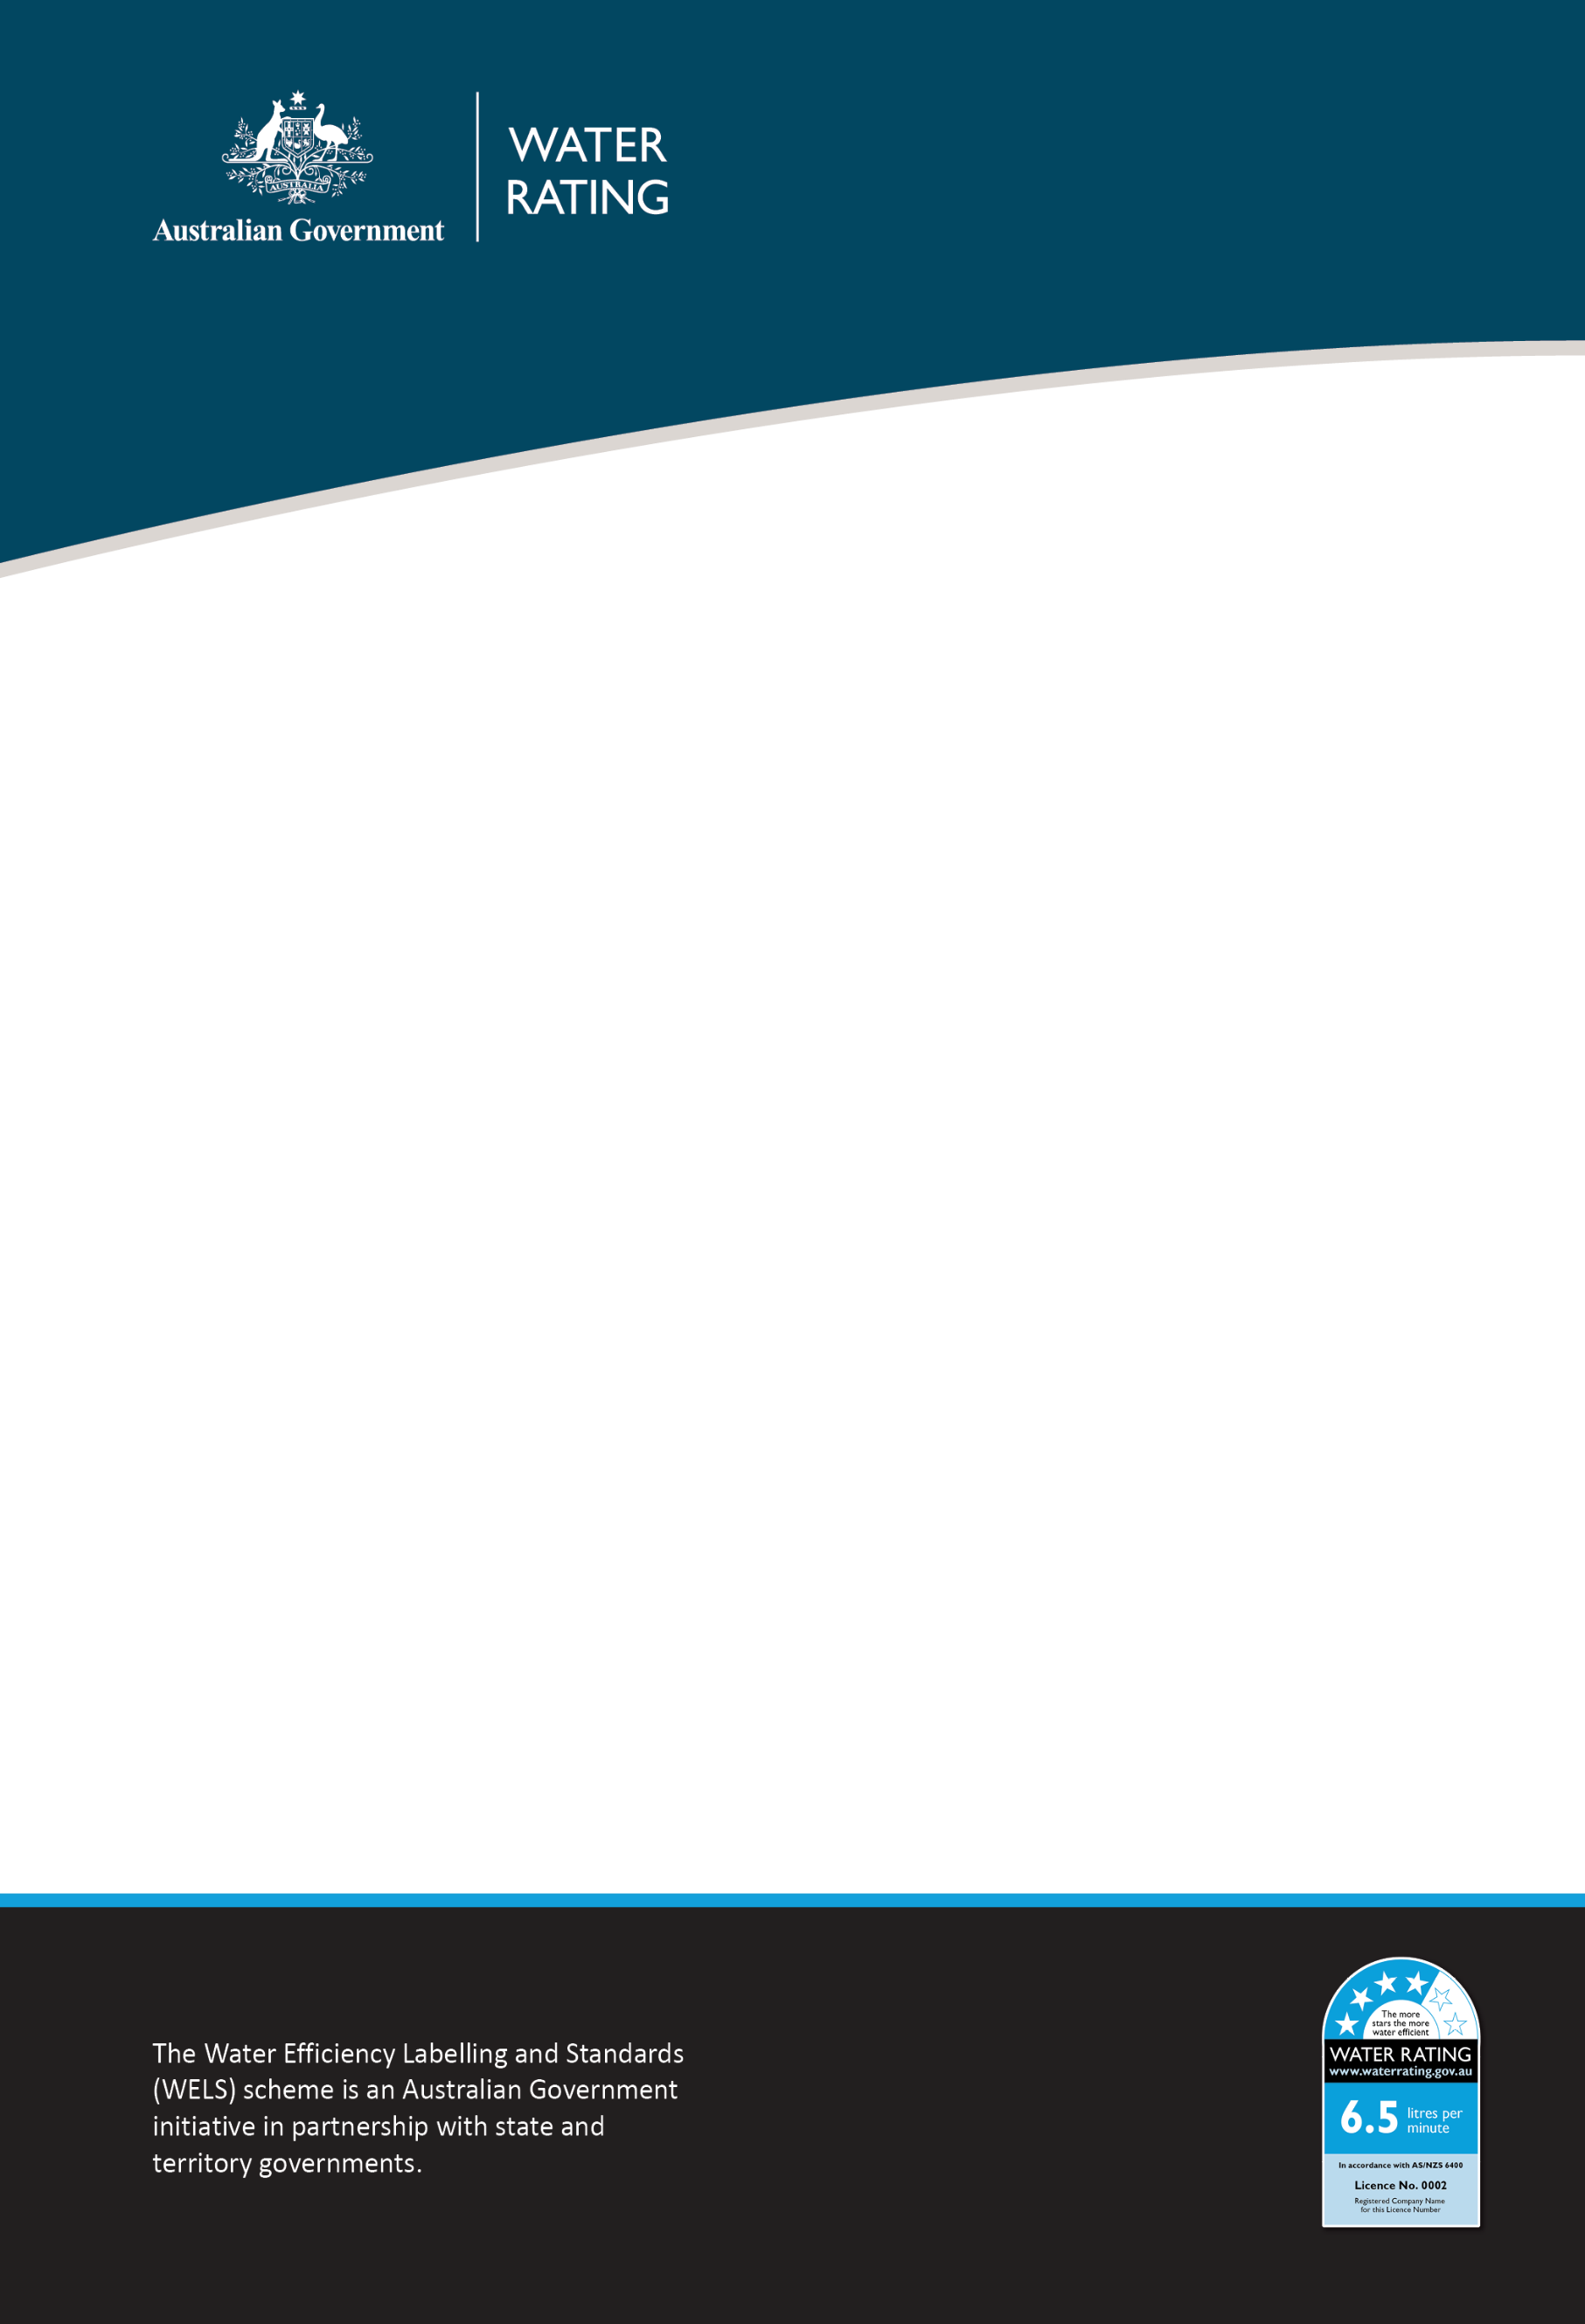 AUSTRALIA
Australian Government
WATER
RATING
The Water Efficiency Labelling and Standards
(WELS) scheme is an Australian Government
initiative in partnership with state and
territory governments.
The more
stars the more
water efficient
WATER RATING
www.waterrating.gov.au
6.5 litres per
minute
In accordance with AS/NZS 6400
Licence No. 0002
Registered Company Name
for this Licence Number